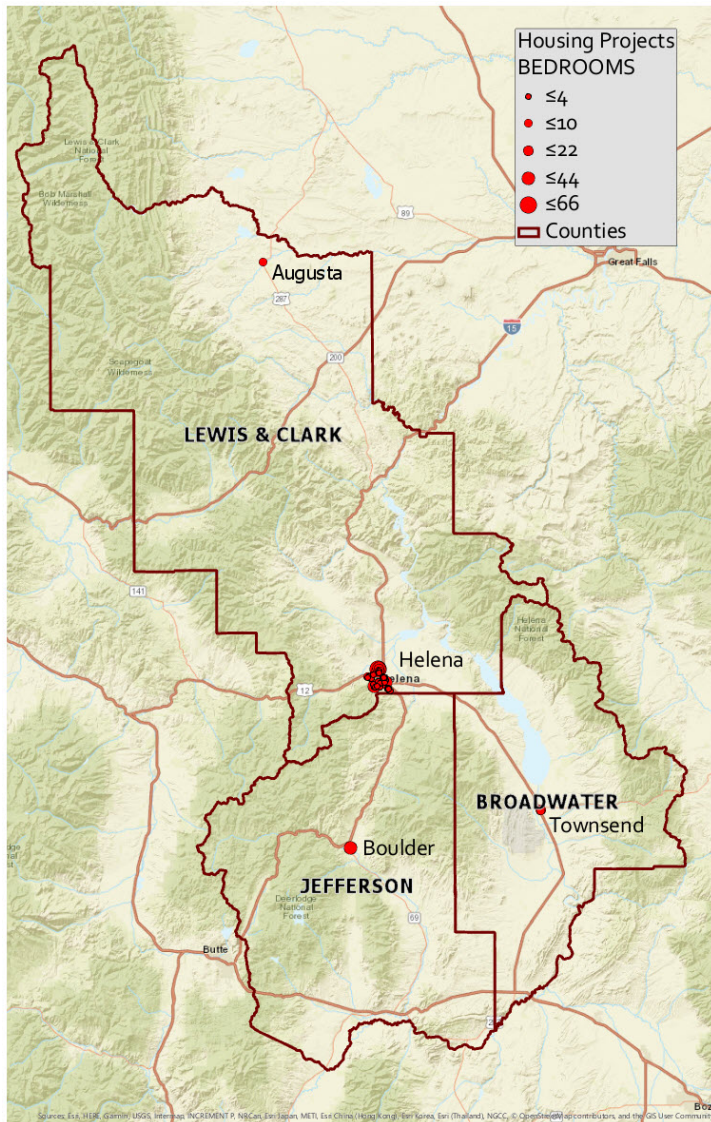 Housing Projects
BEDROOMS
≤4
≤10
≤22
≤44
≤66
Counties
Lewis & Clark
National
Forest
Bob Marshall
Wilderness
89
Great Falls
Augusta
287
15
200
Scapegoat
Wilderness
LEWIS & CLARK
141
Helena
National
Forest
Helena
elena
12
BROADWATER
Townsend
Boulder
JEFFERSON
Deerlodge
National
Forest
69
Butte
Boz
Sources: Esri, HERE, Garmin, USGS, Intermap, INCREMENT P, NRCan, Esri Japan, METI, Esri China (Hong Kong), Esri Korea, Esri (Thailand), NGCC, © OpenStreetMap contributors, and the GIS User Community